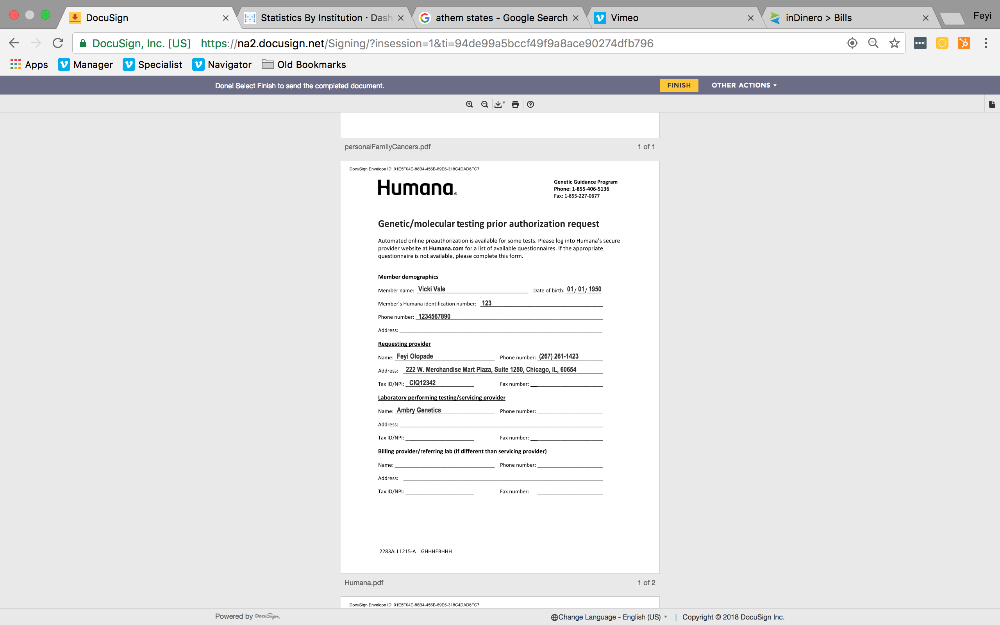 DocuSign
Statistics By Institution · Dash
athem states - Google Search
Vimeo
inDinero > Bills
Feyi
DocuSign, Inc. [US]
https://na2.docusign.net/Signing/?insession=1&ti=94de99a5bccf49f9a8ace90274dfb796
Apps
Manager
Specialist
Navigator
Old Bookmarks
Done! Select Finish to send the completed document.
FINISH
OTHER ACTIONS
personalFamilyCancers.pdf
1 of 1
DocuSign Envelope ID: 01E5F04E-88B4-456B-89E6-318C4DAD6FC7
Humana®
Genetic Guidance Program
Phone: 1-855-406-5136
Fax: 1-855-227-0677
Genetic/molecular testing prior authorization request
Automated online preauthorization is available for some tests. Please log into Humana’s secure
provider website at Humana.com for a list of available questionnaires. If the appropriate
questionnaire is not available, please complete this form.
Member demographics
Member name: Vicki Vale Date of birth: 01/ 01/ 1950
Member’s Humana identification number: 123
Phone number: 1234567890
Address:
Requesting provider
Name: Feyi Olopade Phone number: (267) 261-1423
Address: 222 W. Merchandise Mart Plaza, Suite 1250, Chicago, IL, 60654
Tax ID/NPI: CIQ12342 Fax number:
Laboratory performing testing/servicing provider
Name: Ambry Genetics Phone number:
Address:
Tax ID/NPI: Fax number:
Billing provider/referring lab (if different than servicing provider)
Name: Phone number:
Address:
Tax ID/NPI: Fax number:
2283ALL1215-A GHHHEBHHH
Humana.pdf
1 of 2
DocuSign Envelope ID: 01E5F04E-88B4-456B-89E6-318C4DAD6FC7
Powered by DocuSign
Change Language - English (US) | Copyright © 2018 DocuSign Inc.